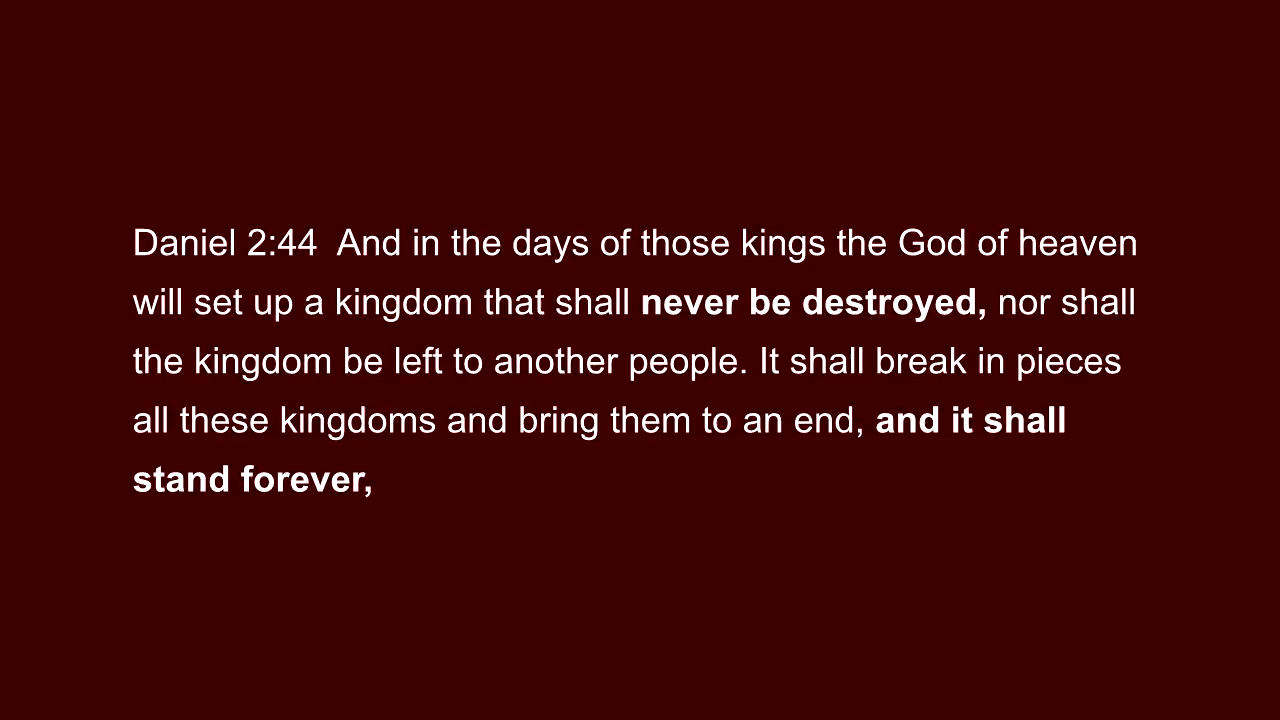 Daniel 2:44  And in the days of those kings the God of heaven
will set up a kingdom that shall never be destroyed, nor shall
the kingdom be left to another people. It shall break in pieces
all these kingdoms and bring them to an end, and it shall
stand forever,